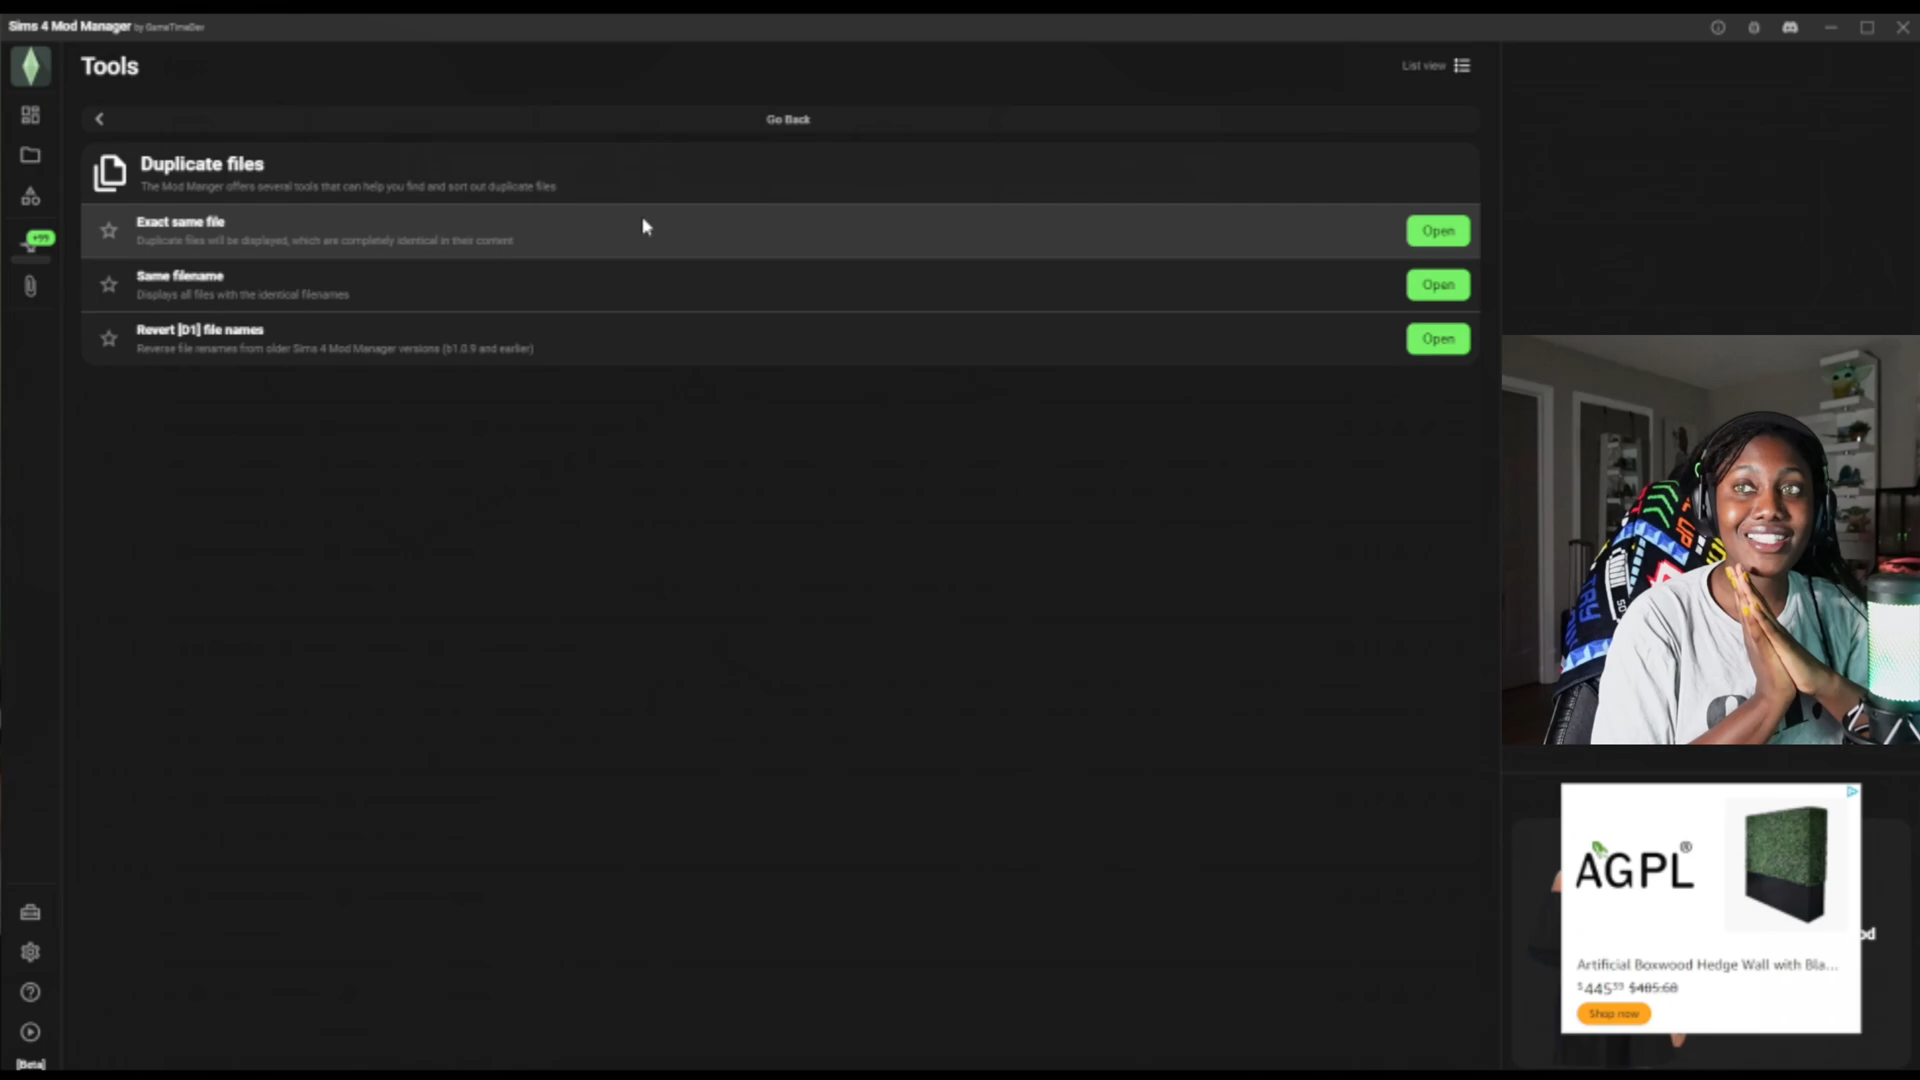 Sims 4 Mod Manager by GameTimeDev
Tools
List view
Go Back
Duplicate files
The Mod Manger offers several tools that can help you find and sort out duplicate files
Exact same file
Duplicate files will be displayed, which are completely identical in their content
Open
Same filename
Displays all files with the identical filenames
Open
Revert [D1] file names
Reverse file renames from older Sims 4 Mod Manager versions (b1.0.9 and earlier)
Open
+99
UP
AGPL®
od
Artificial Boxwood Hedge Wall with Bla...
$445.59 $485.68
Shop now
[Beta]